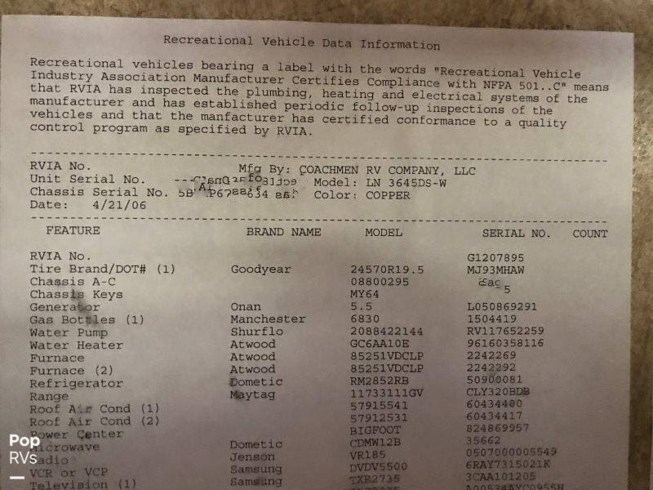 Recreational Vehicle Data Information
Recreational vehicles bearing a label with the words "Recreational Vehicle
Industry Association Manufacturer Certifies Compliance with NFPA 501..C" means
that RVIA has inspected the plumbing, heating and electrical systems of the
manufacturer and has established periodic follow-up inspections of the
vehicles and that the manfacturer has certified conformance to a quality
control program as specified by RVIA.
RVIA No. Mfg By: COACHMEN RV COMPANY, LLC
Unit Serial No. Model: LN 3645DS-W
Chassis Serial No. Color: COPPER
Date: 4/21/06
FEATURE BRAND NAME MODEL SERIAL NO. COUNT
RVIA No. G1207895
Tire Brand/DOT# (1) Goodyear 24570R19.5 MJ93MHAW
Chassis A-C 08800295
Chassis Keys MY64 5
Generator Onan 5.5 L050869291
Gas Bottles (1) Manchester 6830 1504419
Water Pump Shurflo 2088422144 RV117652259
Water Heater Atwood GC6AA10E 96160358116
Furnace Atwood 85251VDCLP 2242269
Furnace (2) Atwood 85251VDCLP 2242292
Refrigerator Dometic RM2852RB 50900081
Range Maytag 11733111GV CLY320BDB
Roof Air Cond (1) 57915541 60434400
Roof Air Cond (2) 57912531 60434417
Power Center BIGFOOT 824869957
Microwave Dometic CDMW12B 35662
Radio Jenson VR185 0507000005549
VCR or VCP Samsung DVDV5500 6RAY7315021K
Television (1) Samsung TXR2735 3CAA101205
Pop
RVs